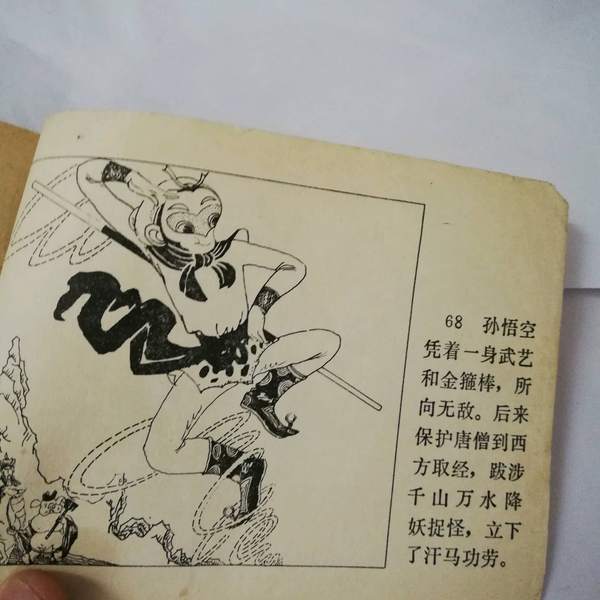 68 孙悟空
凭着一身武艺
和金箍棒，所
向无敌。后来
保护唐僧到西
方取经，跋涉
千山万水降
妖捉怪，立下
了汗马功劳。